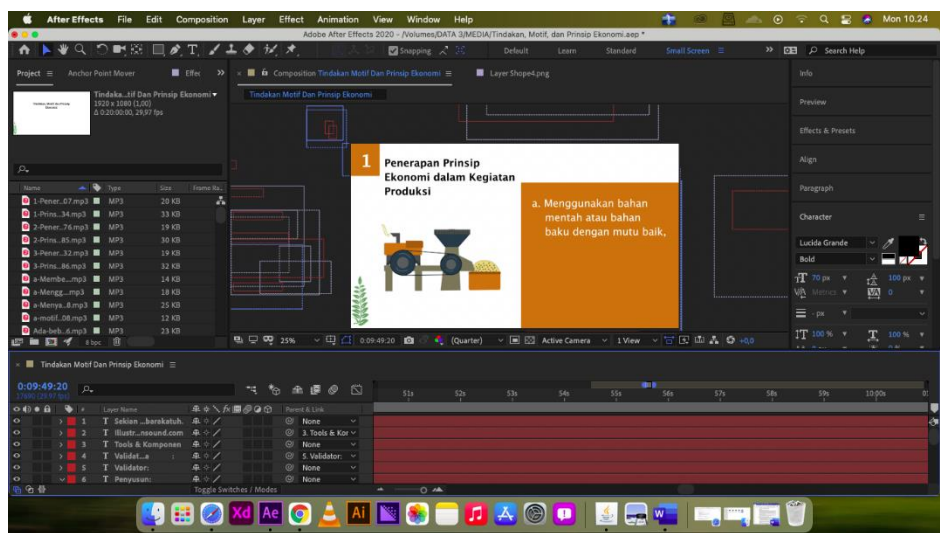 After Effects File Edit Composition Layer Effect Animation View Window Help Mon 10.24
Adobe After Effects 2020 - /Volumes/DATA 3/MEDIA/Tindakan, Motif, dan Prinsip Ekonomi.aep *
Snapping Default Learn Standard Small Screen Search Help
Project Anchor Point Mover Effec Composition Tindakan Motif Dan Prinsip Ekonomi Layer Shope4.png Info
Tindakan Motif Dan Prinsip Ekonomi
Tindaka...tif Dan Prinsip Ekonomi
1920 x 1080 (1,00)
Δ 0:20:00:00, 29,97 fps
Preview
Effects & Presets
Align
Paragraph
Character
Lucida Grande
Bold
70 px 100 px
Metrics 0
- px
100 % 100 %
1
Penerapan Prinsip
Ekonomi dalam Kegiatan
Produksi
a. Menggunakan bahan
mentah atau bahan
baku dengan mutu baik,
Name Type Size Frame Ra..
1-Pener..07.mp3 MP3 20 KB
1-Prins..34.mp3 MP3 33 KB
2-Pener..76.mp3 MP3 19 KB
2-Prins..85.mp3 MP3 30 KB
3-Pener..32.mp3 MP3 19 KB
3-Prins..86.mp3 MP3 32 KB
a-Membe...mp3 MP3 14 KB
a-Mengg...mp3 MP3 18 KB
a-Menya..8.mp3 MP3 25 KB
a-motif..08.mp3 MP3 12 KB
Ada-beb..6.mp3 MP3 23 KB
8 bpc
25% 0:09:49:20 (Quarter) Active Camera 1 View +0,0
Tindakan Motif Dan Prinsip Ekonomi
0:09:49:20
17690 (29.97 fps)
51s 52s 53s 54s 55s 56s 57s 58s 59s 10:00s
# Layer Name Parent & Link
1 T Sekian ...barakatuh. None
2 T Illustr...nsound.com 3. Tools & Kor
3 T Tools & Komponen None
4 T Validat...a : 5. Validator:
5 T Validator: None
6 T Penyusun: None
Toggle Switches / Modes
Xd Ae Ai W